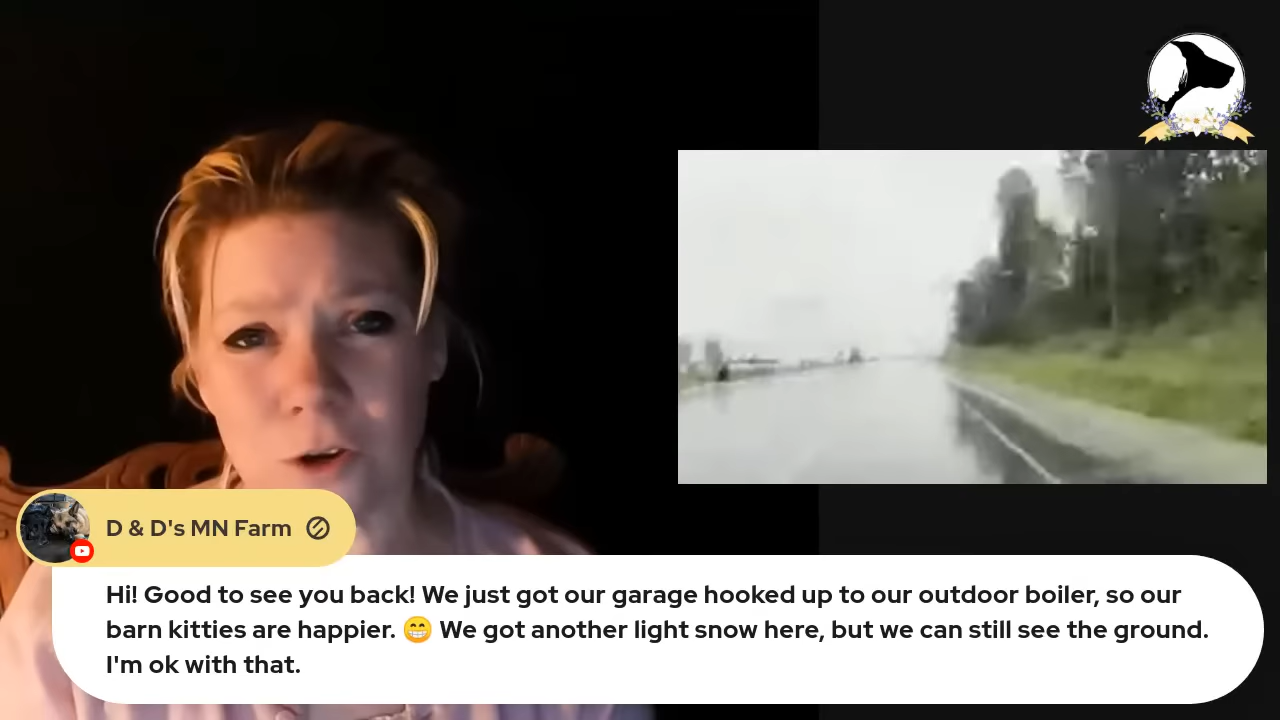 D & D's MN Farm
Hi! Good to see you back! We just got our garage hooked up to our outdoor boiler, so our
barn kitties are happier. 😁 We got another light snow here, but we can still see the ground.
I'm ok with that.